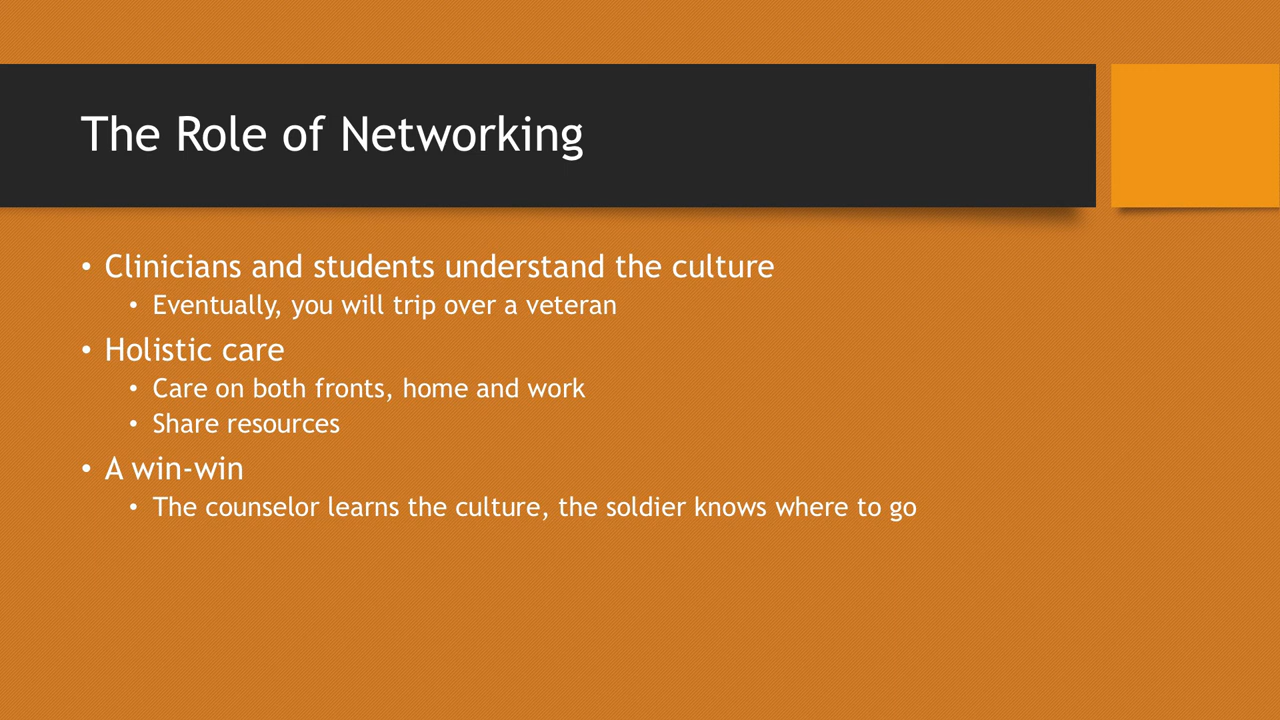 The Role of Networking
• Clinicians and students understand the culture
• Eventually, you will trip over a veteran
• Holistic care
• Care on both fronts, home and work
• Share resources
• A win-win
• The counselor learns the culture, the soldier knows where to go